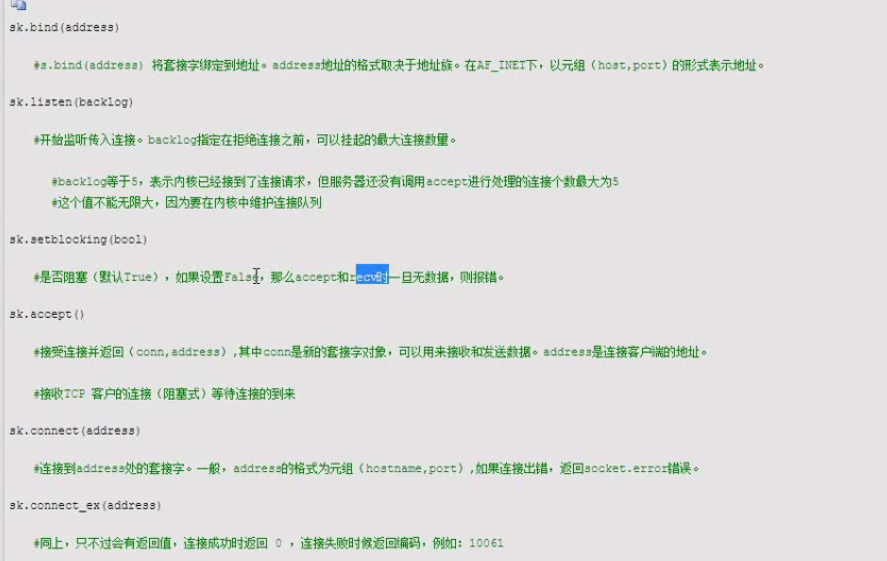 sk.bind(address)
#s.bind(address) 将套接字绑定到地址。address地址的格式取决于地址族。在AF_INET下，以元组（host,port）的形式表示地址。
sk.listen(backlog)
#开始监听传入连接。backlog指定在拒绝连接之前，可以挂起的最大连接数量。
#backlog等于5，表示内核已经接到了连接请求，但服务器还没有调用accept进行处理的连接个数最大为5
#这个值不能无限大，因为要在内核中维护连接队列
sk.setblocking(bool)
#是否阻塞（默认True），如果设置False，那么accept和recv时一旦无数据，则报错。
sk.accept()
#接受连接并返回（conn,address）,其中conn是新的套接字对象，可以用来接收和发送数据。address是连接客户端的地址。
#接收TCP 客户的连接（阻塞式）等待连接的到来
sk.connect(address)
#连接到address处的套接字。一般，address的格式为元组（hostname,port）,如果连接出错，返回socket.error错误。
sk.connect_ex(address)
#同上，只不过会有返回值，连接成功时返回 0 ，连接失败时候返回编码，例如：10061